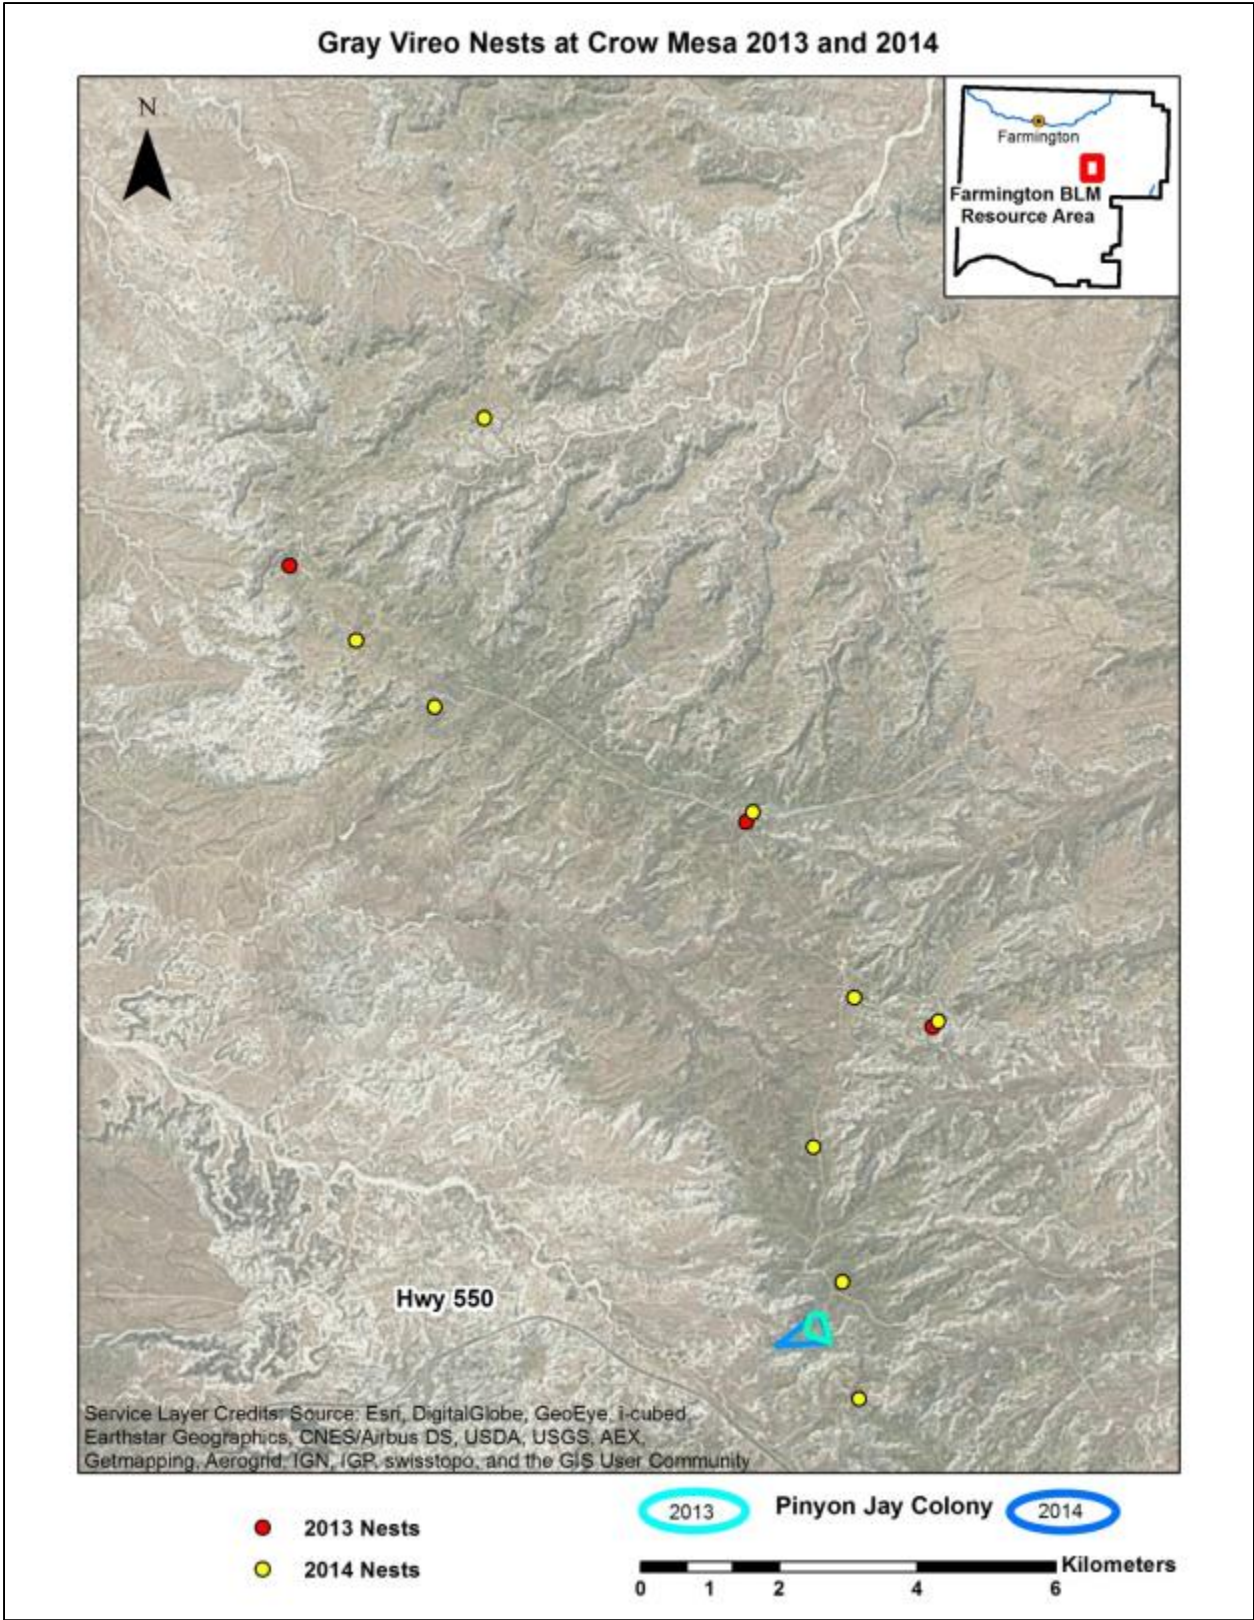 Gray Vireo Nests at Crow Mesa 2013 and 2014
N
Farmington
Farmington BLM
Resource Area
Hwy 550
Service Layer Credits: Source: Esri, DigitalGlobe, GeoEye, i-cubed,
Earthstar Geographics, CNES/Airbus DS, USDA, USGS, AEX,
Getmapping, Aerogrid, IGN, IGP, swisstopo, and the GIS User Community
2013 Nests
2014 Nests
2013 Pinyon Jay Colony 2014
Kilometers
0 1 2 4 6